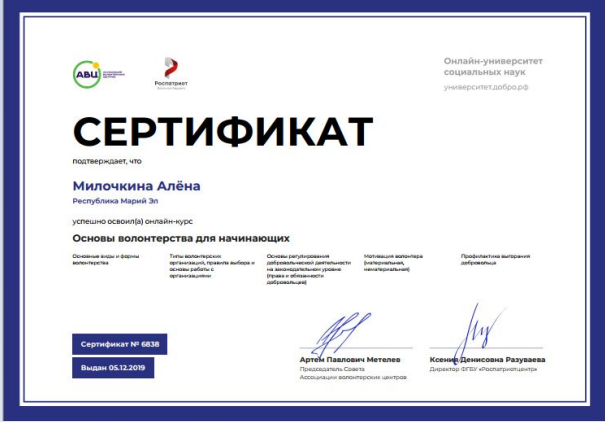 АВЦ
Роспатриот
Онлайн-университет
социальных наук
университет.добро.рф
СЕРТИФИКАТ
подтверждает, что
Милочкина Алёна
Республика Марий Эл
успешно освоил(а) онлайн-курс
Основы волонтерства для начинающих
Основные виды и формы
волонтерства
Типы волонтерских
организаций, правила выбора и
основы работы с
организациями
Основы регулирования
добровольческой деятельности
на законодательном уровне
(права и обязанности
добровольцев)
Мотивация волонтера
(материальная,
нематериальная)
Профилактика выгорания
добровольца
Сертификат № 6838
Выдан 05.12.2019
Артем Павлович Метелев
Председатель Совета
Ассоциации волонтерских центров
Ксения Денисовна Разуваева
Директор ФГБУ «Роспатриотцентр»